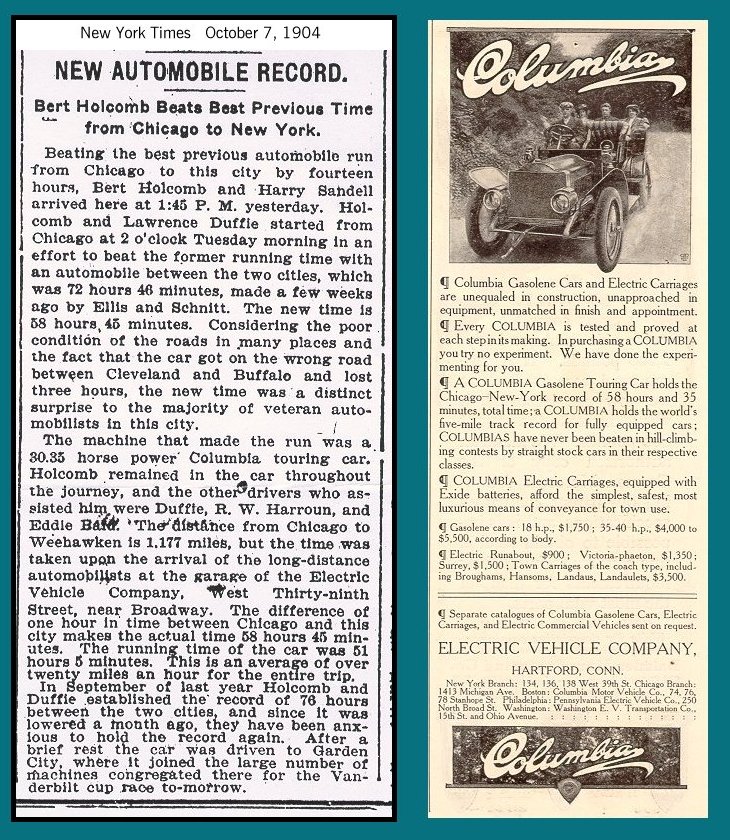 New York Times   October 7, 1904
NEW AUTOMOBILE RECORD.
Bert Holcomb Beats Best Previous Time
from Chicago to New York.
Beating the best previous automobile run
from Chicago to this city by fourteen
hours, Bert Holcomb and Harry Sandell
arrived here at 1:45 P. M. yesterday. Hol-
comb and Lawrence Duffie started from
Chicago at 2 o'clock Tuesday morning in an
effort to beat the former running time with
an automobile between the two cities, which
was 72 hours 46 minutes, made a few weeks
ago by Ellis and Schnitt. The new time is
58 hours, 45 minutes. Considering the poor
condition of the roads in many places and
the fact that the car got on the wrong road
between Cleveland and Buffalo and lost
three hours, the new time was a distinct
surprise to the majority of veteran auto-
mobilists in this city.
The machine that made the run was a
30.35 horse power Columbia touring car.
Holcomb remained in the car throughout
the journey, and the other drivers who as-
sisted him were Duffie, R. W. Harroun, and
Eddie Bald. The distance from Chicago to
Weehawken is 1,177 miles, but the time was
taken upon the arrival of the long-distance
automobilists at the garage of the Electric
Vehicle Company, West Thirty-ninth
Street, near Broadway. The difference of
one hour in time between Chicago and this
city makes the actual time 58 hours 45 min-
utes. The running time of the car was 51
hours 5 minutes. This is an average of over
twenty miles an hour for the entire trip.
In September of last year Holcomb and
Duffie established the record of 76 hours
between the two cities, and since it was
lowered a month ago, they have been anx-
ious to hold the record again. After a
brief rest the car was driven to Garden
City, where it joined the large number of
machines congregated there for the Van-
derbilt cup race to-morrow.
Columbia
¶ Columbia Gasolene Cars and Electric Carriages
are unequaled in construction, unapproached in
equipment, unmatched in finish and appointment.
¶ Every COLUMBIA is tested and proved at
each step in its making. In purchasing a COLUMBIA
you try no experiment. We have done the experi-
menting for you.
¶ A COLUMBIA Gasolene Touring Car holds the
Chicago–New-York record of 58 hours and 35
minutes, total time; a COLUMBIA holds the world's
five-mile track record for fully equipped cars;
COLUMBIAS have never been beaten in hill-climb-
ing contests by straight stock cars in their respective
classes.
¶ COLUMBIA Electric Carriages, equipped with
Exide batteries, afford the simplest, safest, most
luxurious means of conveyance for town use.
¶ Gasolene cars: 18 h.p., $1,750; 35-40 h.p., $4,000 to
$5,500, according to body.
¶ Electric Runabout, $900; Victoria-phaeton, $1,350;
Surrey, $1,500; Town Carriages of the coach type, includ-
ing Broughams, Hansoms, Landaus, Landaulets, $3,500.
¶ Separate catalogues of Columbia Gasolene Cars, Electric
Carriages, and Electric Commercial Vehicles sent on request.
ELECTRIC VEHICLE COMPANY,
HARTFORD, CONN.
New York Branch: 134, 136, 138 West 39th St. Chicago Branch:
1413 Michigan Ave. Boston: Columbia Motor Vehicle Co., 74, 76,
78 Stanhope St. Philadelphia: Pennsylvania Electric Vehicle Co., 250
North Broad St. Washington: Washington E. V. Transportation Co.,
15th St. and Ohio Avenue.
Columbia